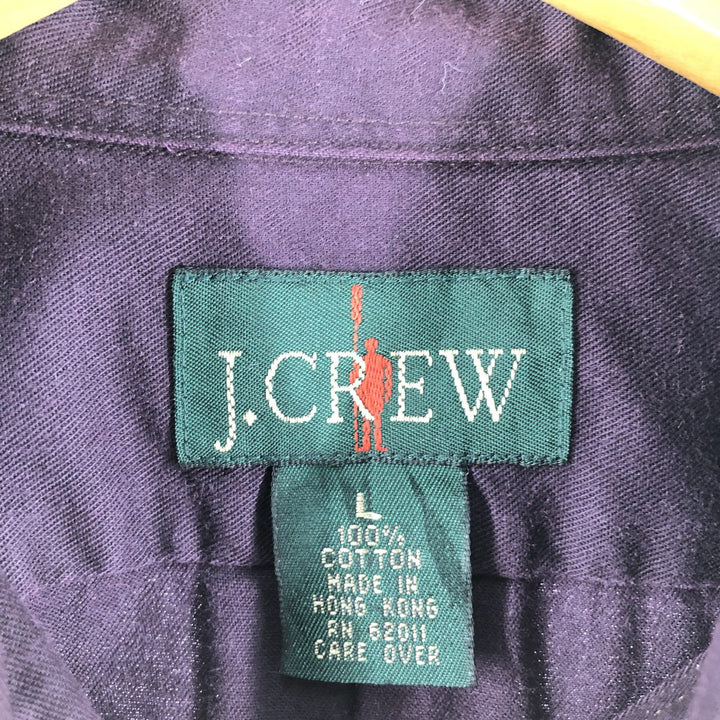 J.CREW
L
100%
COTTON
MADE IN
HONG KONG
RN 62011
CARE OVER